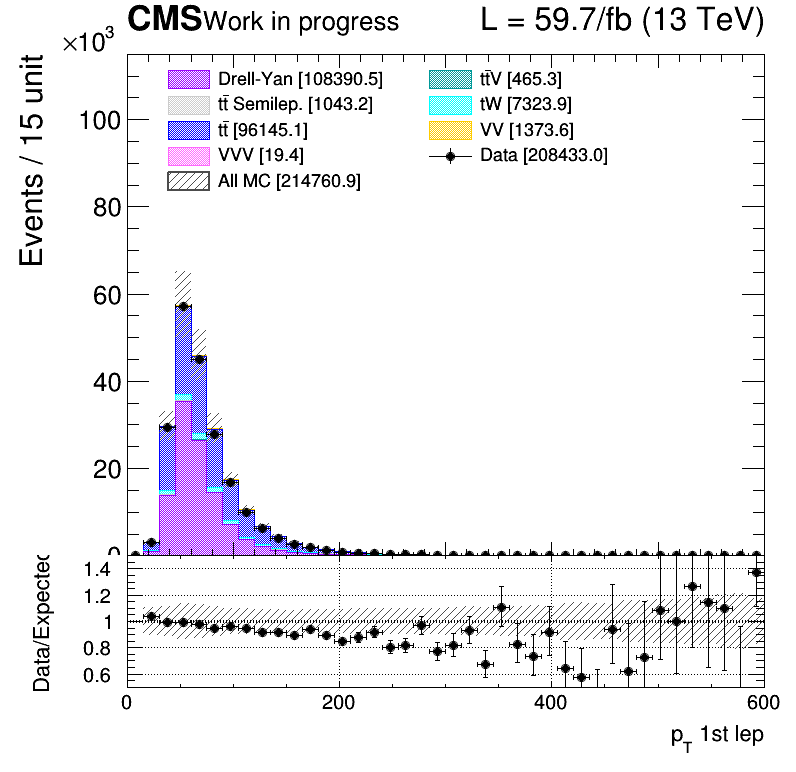 CMS Work in progress L = 59.7/fb (13 TeV)
×10³
Events / 15 unit
100
80
60
40
20
0
Drell-Yan [108390.5]
tt̄ Semilep. [1043.2]
tt̄ [96145.1]
VVV [19.4]
All MC [214760.9]
tt̄V [465.3]
tW [7323.9]
VV [1373.6]
Data [208433.0]
Data/Expected
1.4
1.2
1
0.8
0.6
0 200 400 600
p_T 1st lep